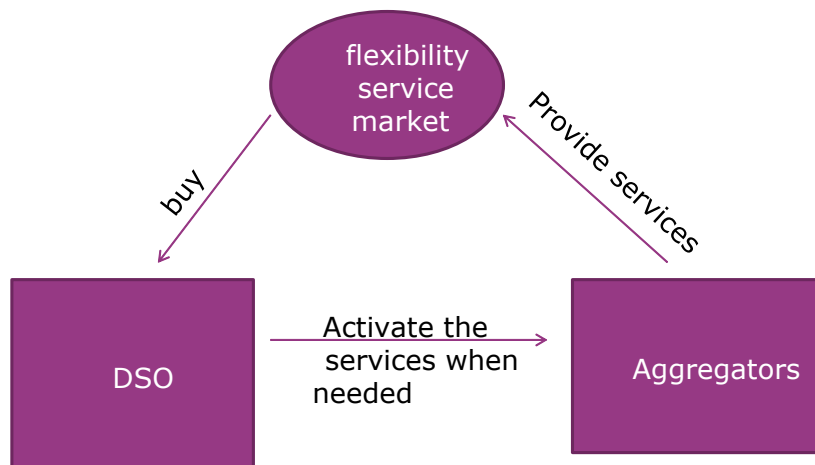 flexibility
service
market
buy
Provide services
Activate the
services when
needed
DSO
Aggregators